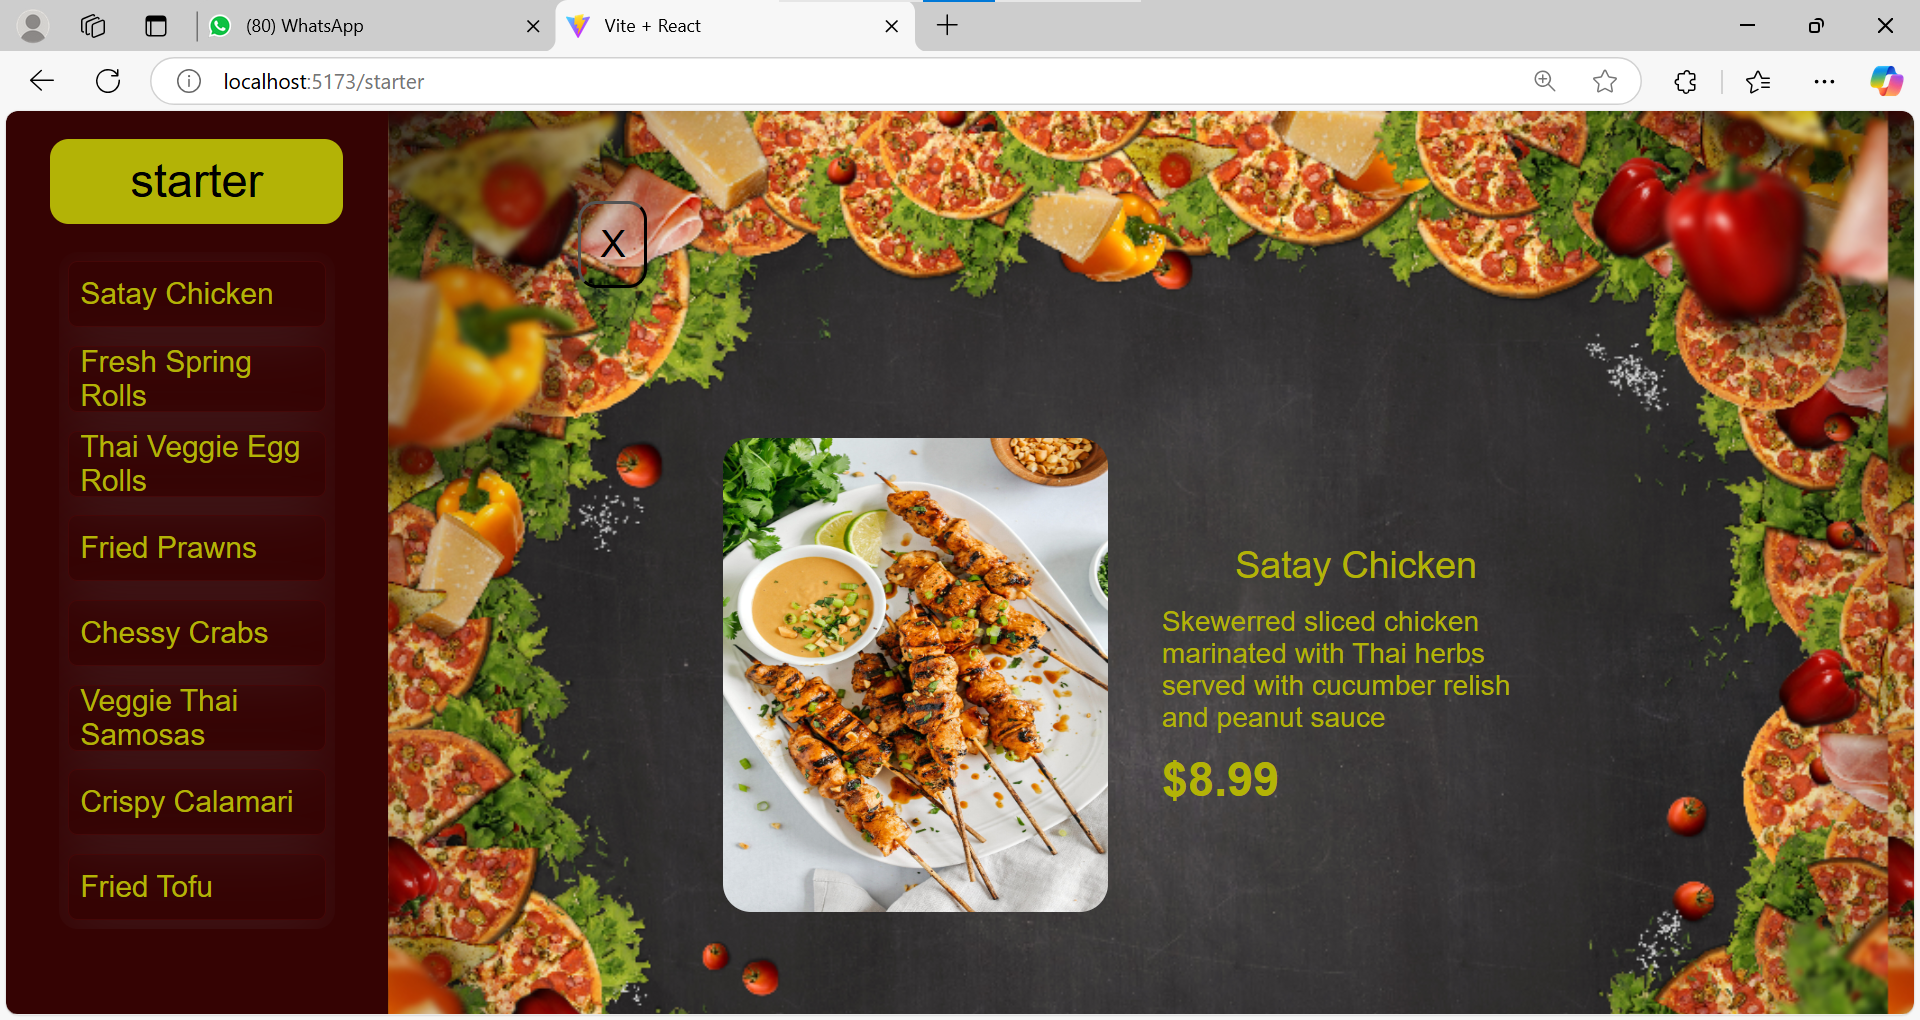 (80) WhatsApp
Vite + React
localhost:5173/starter
starter
X
Satay Chicken
Fresh Spring
Rolls
Thai Veggie Egg
Rolls
Fried Prawns
Chessy Crabs
Veggie Thai
Samosas
Crispy Calamari
Fried Tofu
Satay Chicken
Skewerred sliced chicken
marinated with Thai herbs
served with cucumber relish
and peanut sauce
$8.99